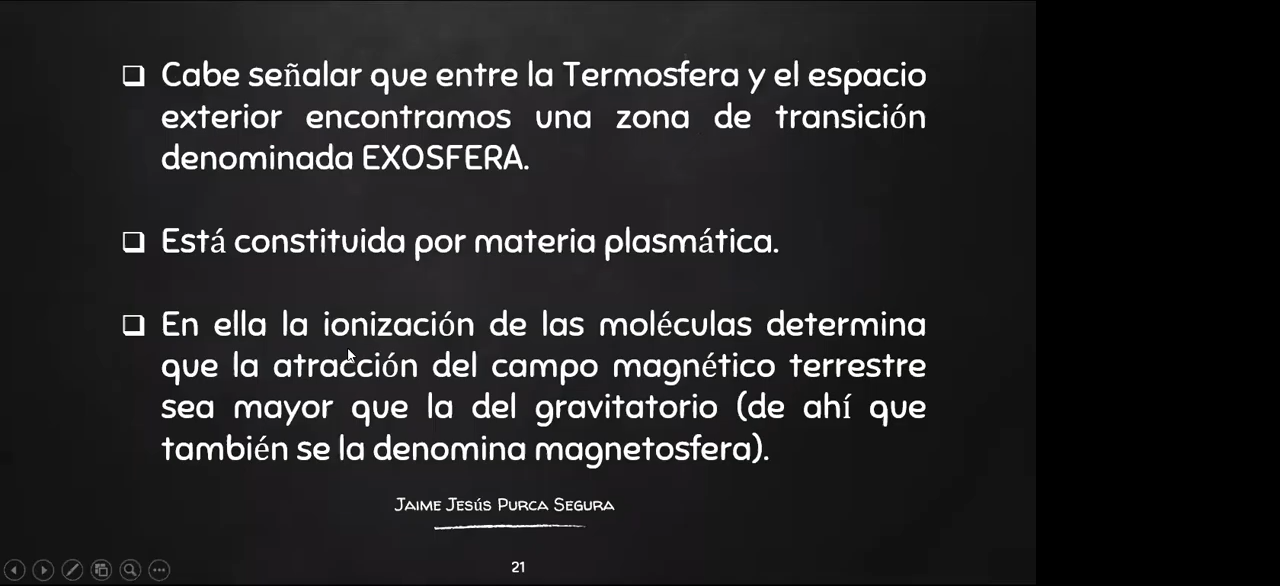 Cabe señalar que entre la Termosfera y el espacio
exterior encontramos una zona de transición
denominada EXOSFERA.
Está constituida por materia plasmática.
En ella la ionización de las moléculas determina
que la atracción del campo magnético terrestre
sea mayor que la del gravitatorio (de ahí que
también se la denomina magnetosfera).
Jaime Jesús Purca Segura
21